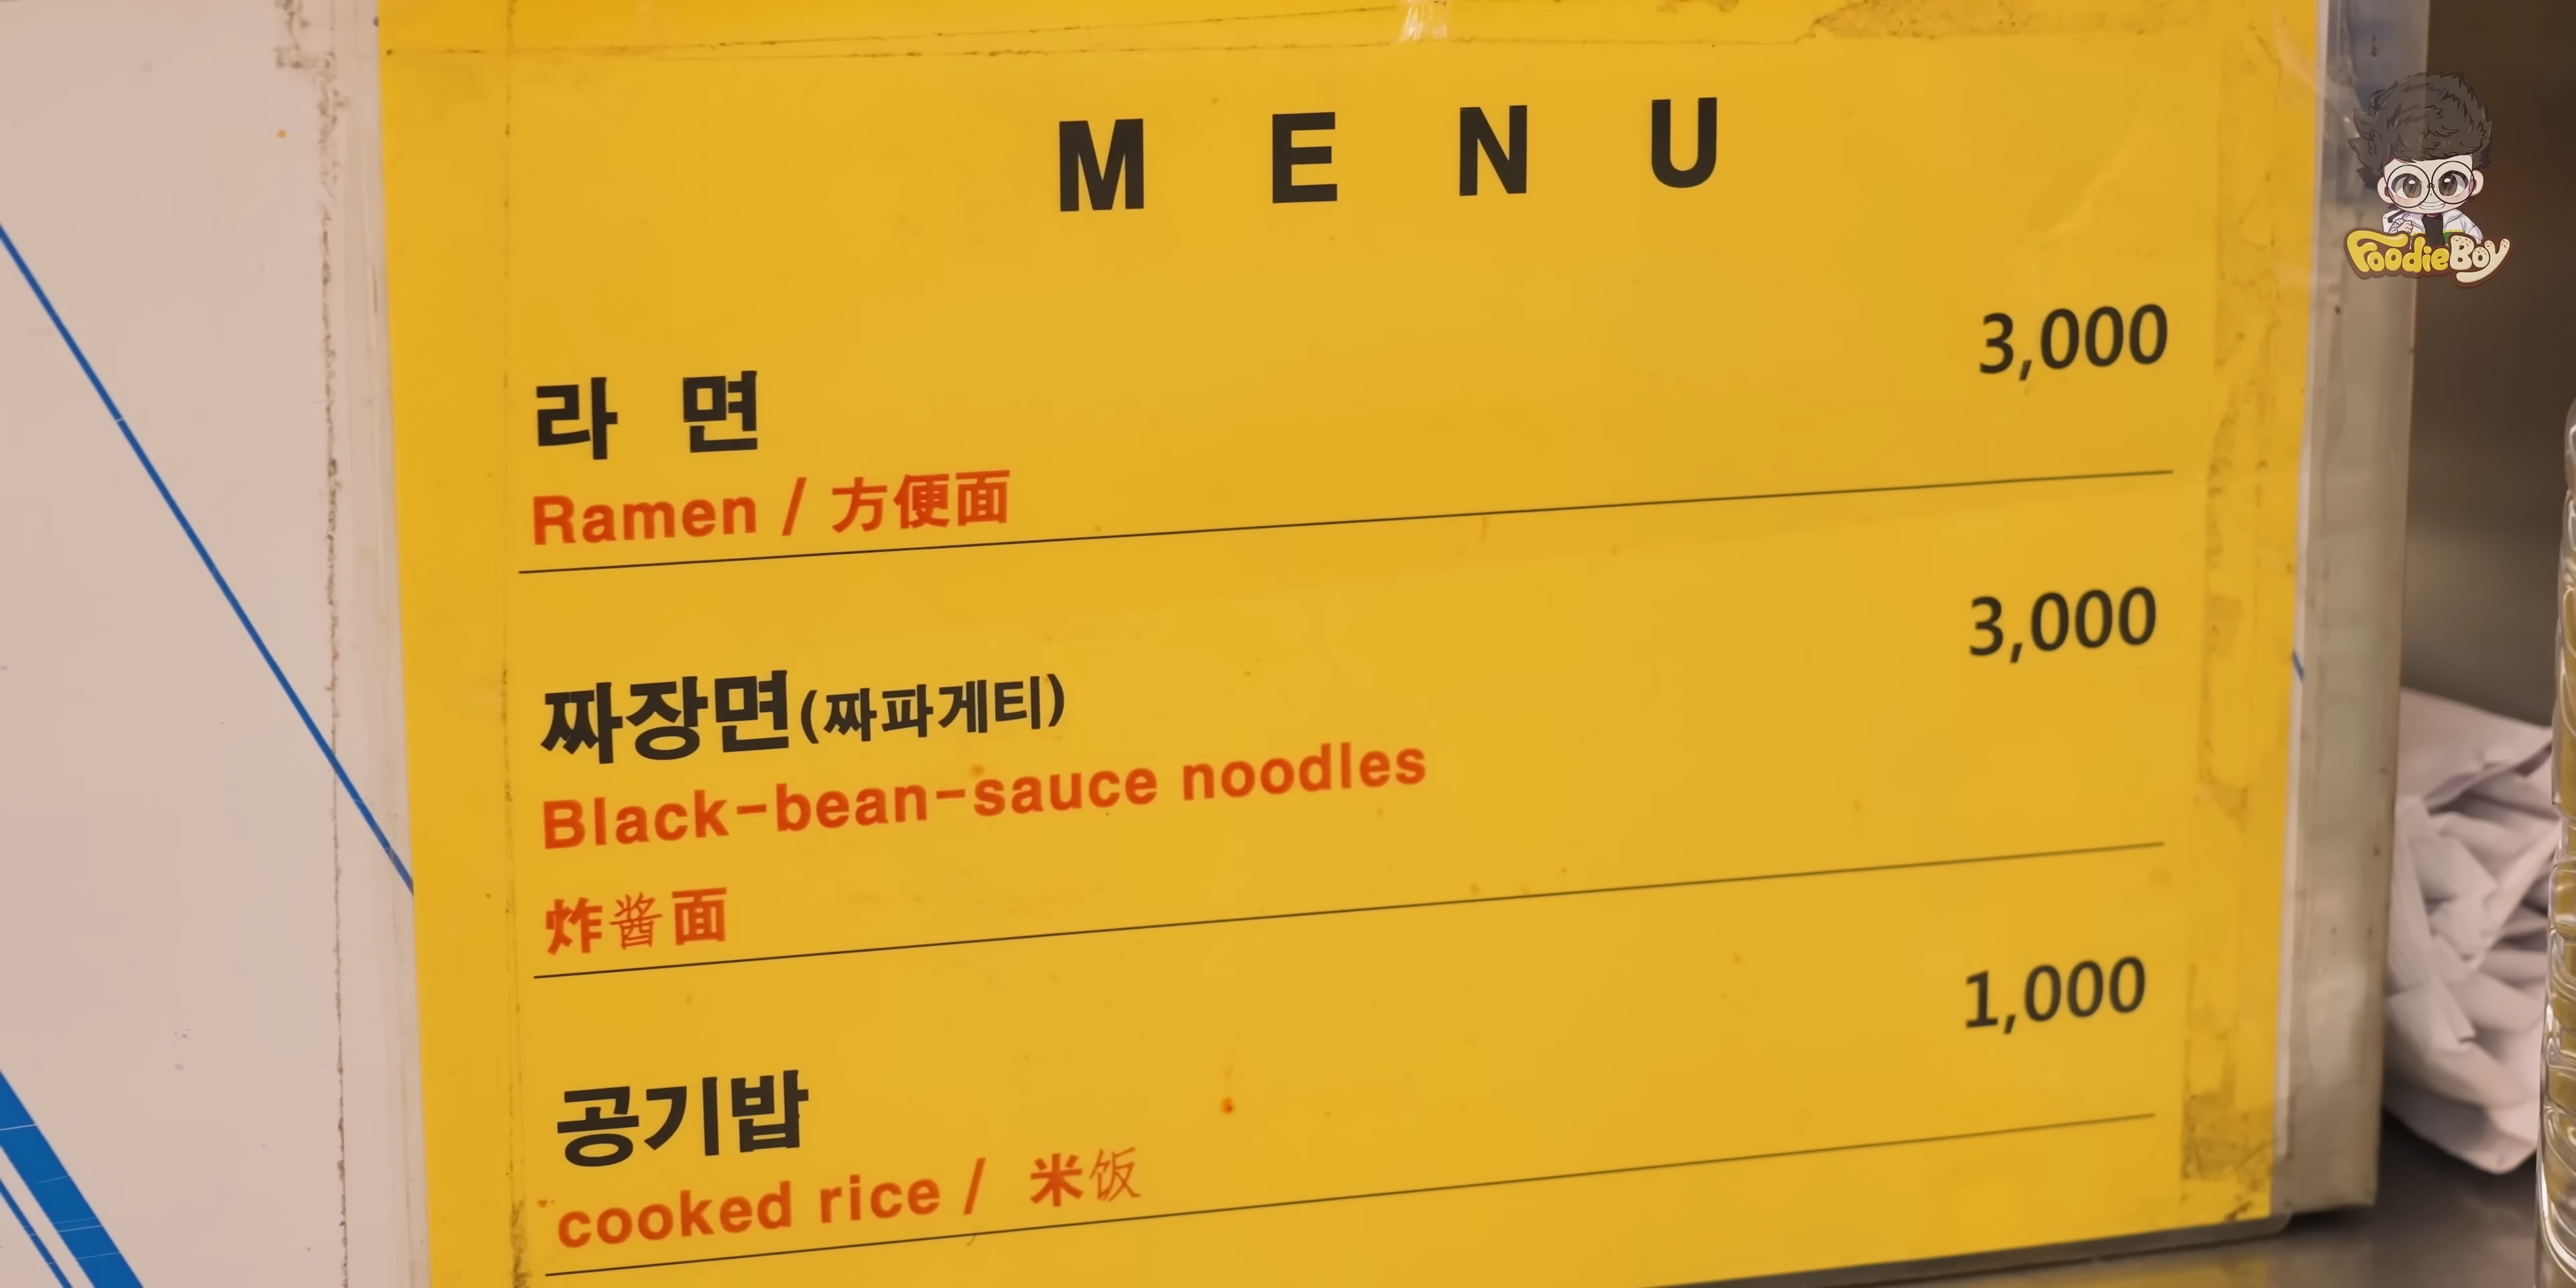 M E N U
3,000
라 면
Ramen / 方便面
3,000
짜장면(짜파게티)
Black-bean-sauce noodles
炸酱面
1,000
공기밥
cooked rice / 米饭
FoodieBoy